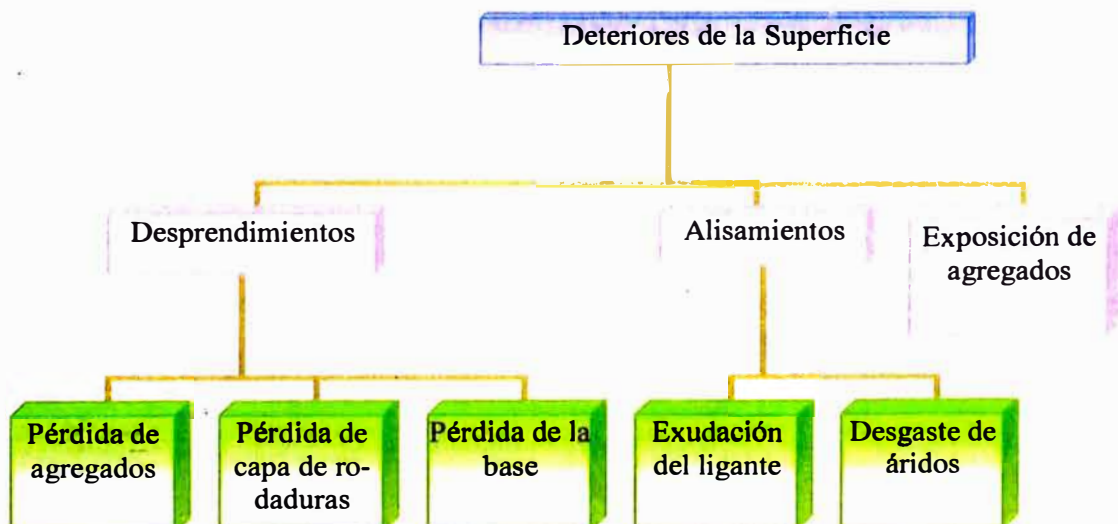 Deteriores de la Superficie
Desprendimientos
Alisamientos
Exposición de
agregados
Pérdida de
agregados
Pérdida de
capa de ro-
daduras
Pérdida de la
base
Exudación
del ligante
Desgaste de
áridos